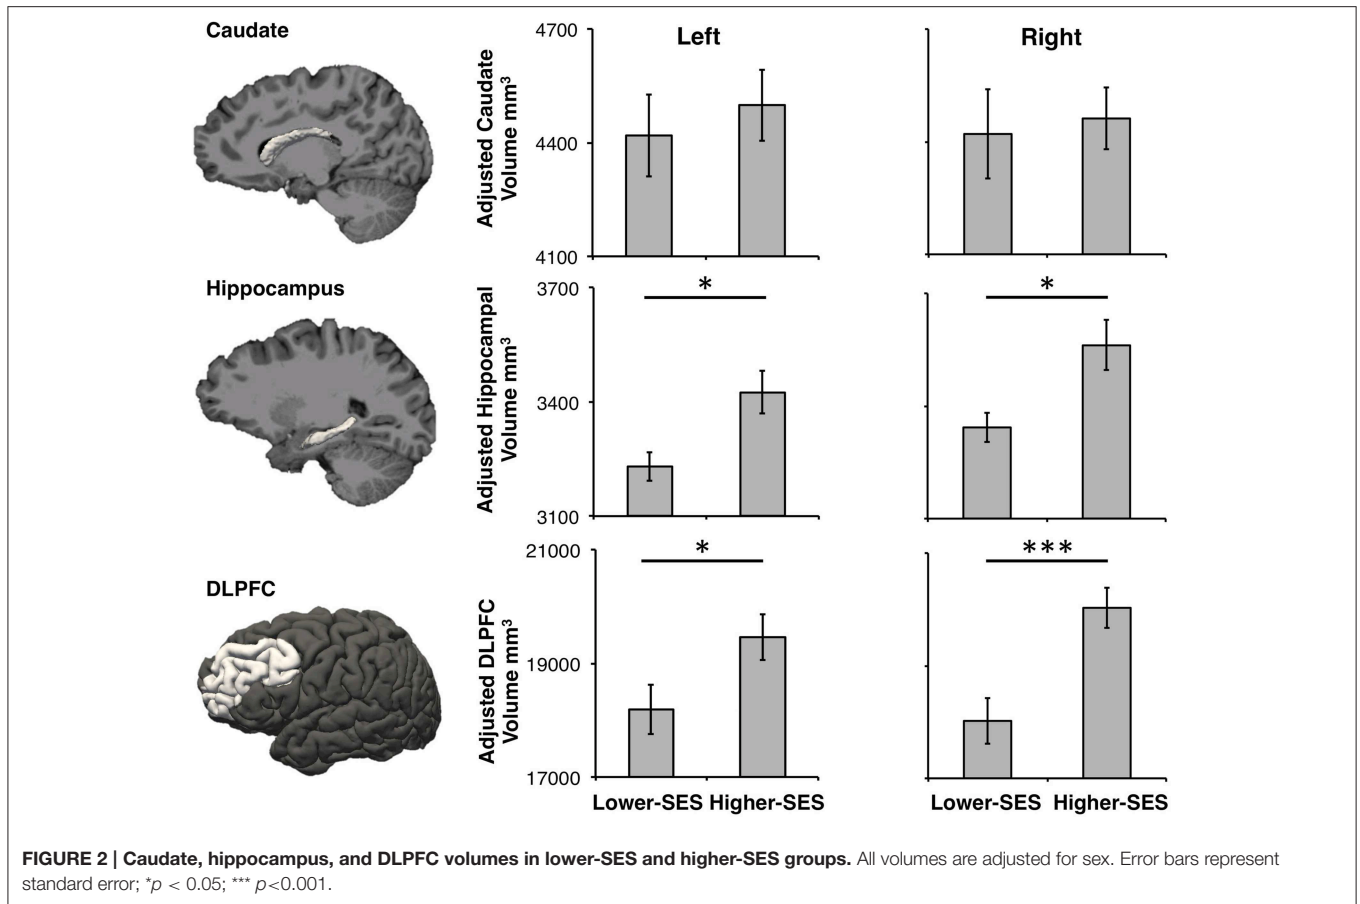 Caudate
Left
Right
Adjusted Caudate
Volume mm³
4700
4400
4100
Hippocampus
Adjusted Hippocampal
Volume mm³
3700
3400
3100
*
*
DLPFC
Adjusted DLPFC
Volume mm³
21000
19000
17000
*
***
Lower-SES Higher-SES
Lower-SES Higher-SES
FIGURE 2 | Caudate, hippocampus, and DLPFC volumes in lower-SES and higher-SES groups. All volumes are adjusted for sex. Error bars represent
standard error; *p < 0.05; *** p<0.001.